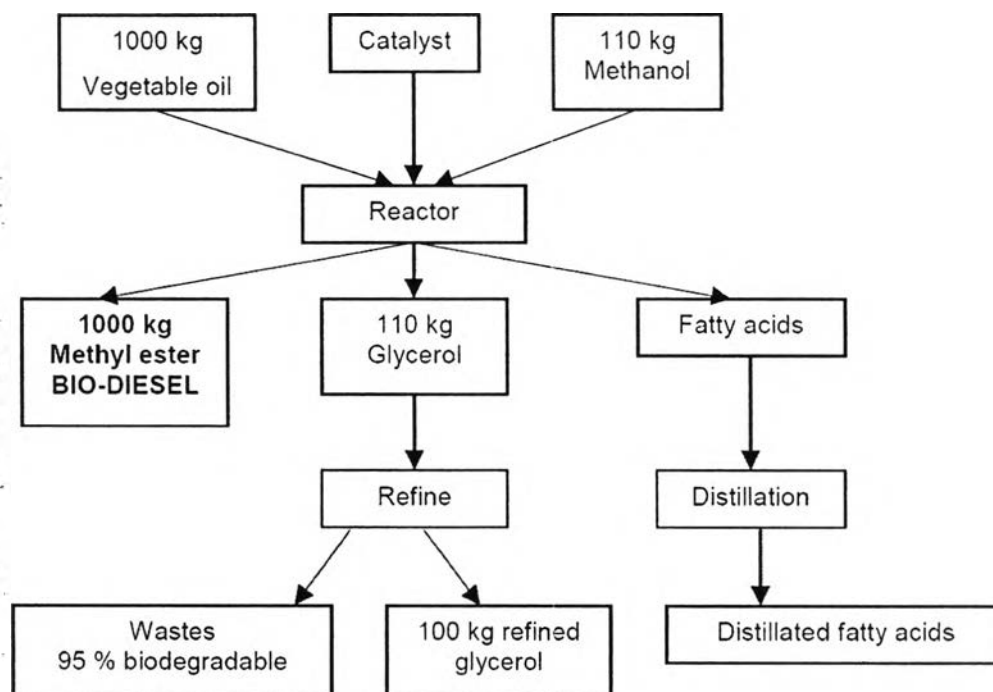 1000 kg
Vegetable oil
Catalyst
110 kg
Methanol
Reactor
1000 kg
Methyl ester
BIO-DIESEL
110 kg
Glycerol
Fatty acids
Refine
Distillation
Wastes
95 % biodegradable
100 kg refined
glycerol
Distillated fatty acids